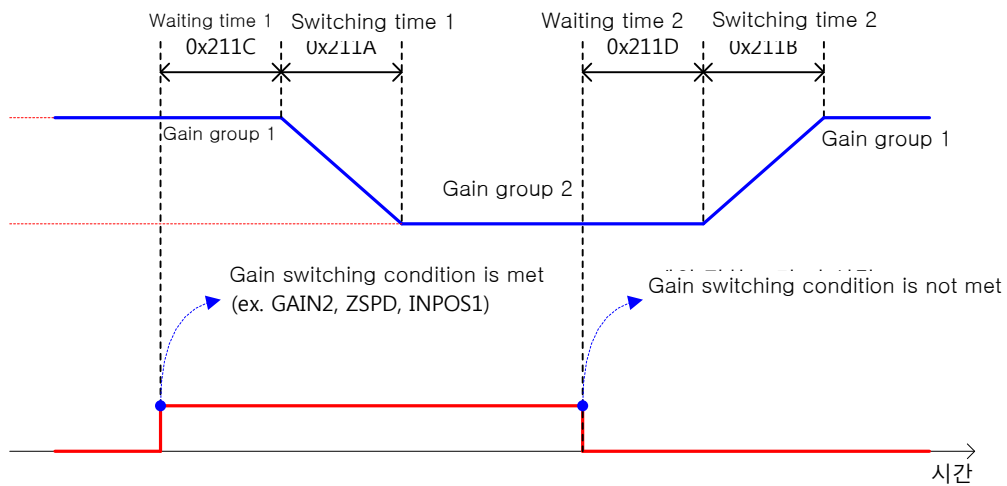 Waiting time 1
Switching time 1
Waiting time 2
Switching time 2
0x211C
0x211A
0x211D
0x211B
Gain group 1
Gain group 1
Gain group 2
Gain switching condition is met
(ex. GAIN2, ZSPD, INPOS1)
Gain switching condition is not met
시간